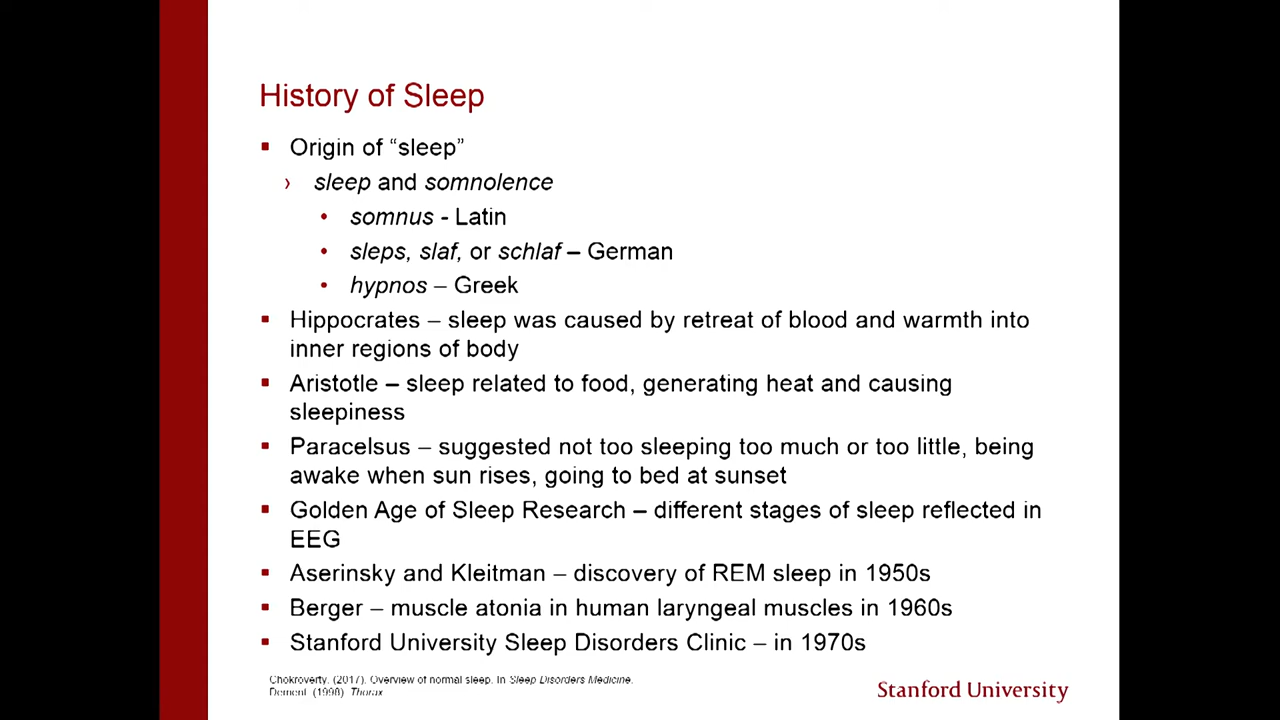 History of Sleep
▪ Origin of “sleep”
› sleep and somnolence
• somnus - Latin
• sleps, slaf, or schlaf – German
• hypnos – Greek
▪ Hippocrates – sleep was caused by retreat of blood and warmth into
inner regions of body
▪ Aristotle – sleep related to food, generating heat and causing
sleepiness
▪ Paracelsus – suggested not too sleeping too much or too little, being
awake when sun rises, going to bed at sunset
▪ Golden Age of Sleep Research – different stages of sleep reflected in
EEG
▪ Aserinsky and Kleitman – discovery of REM sleep in 1950s
▪ Berger – muscle atonia in human laryngeal muscles in 1960s
▪ Stanford University Sleep Disorders Clinic – in 1970s
Chokroverty. (2017). Overview of normal sleep. In Sleep Disorders Medicine.
Dement. (1998). Thorax
Stanford University